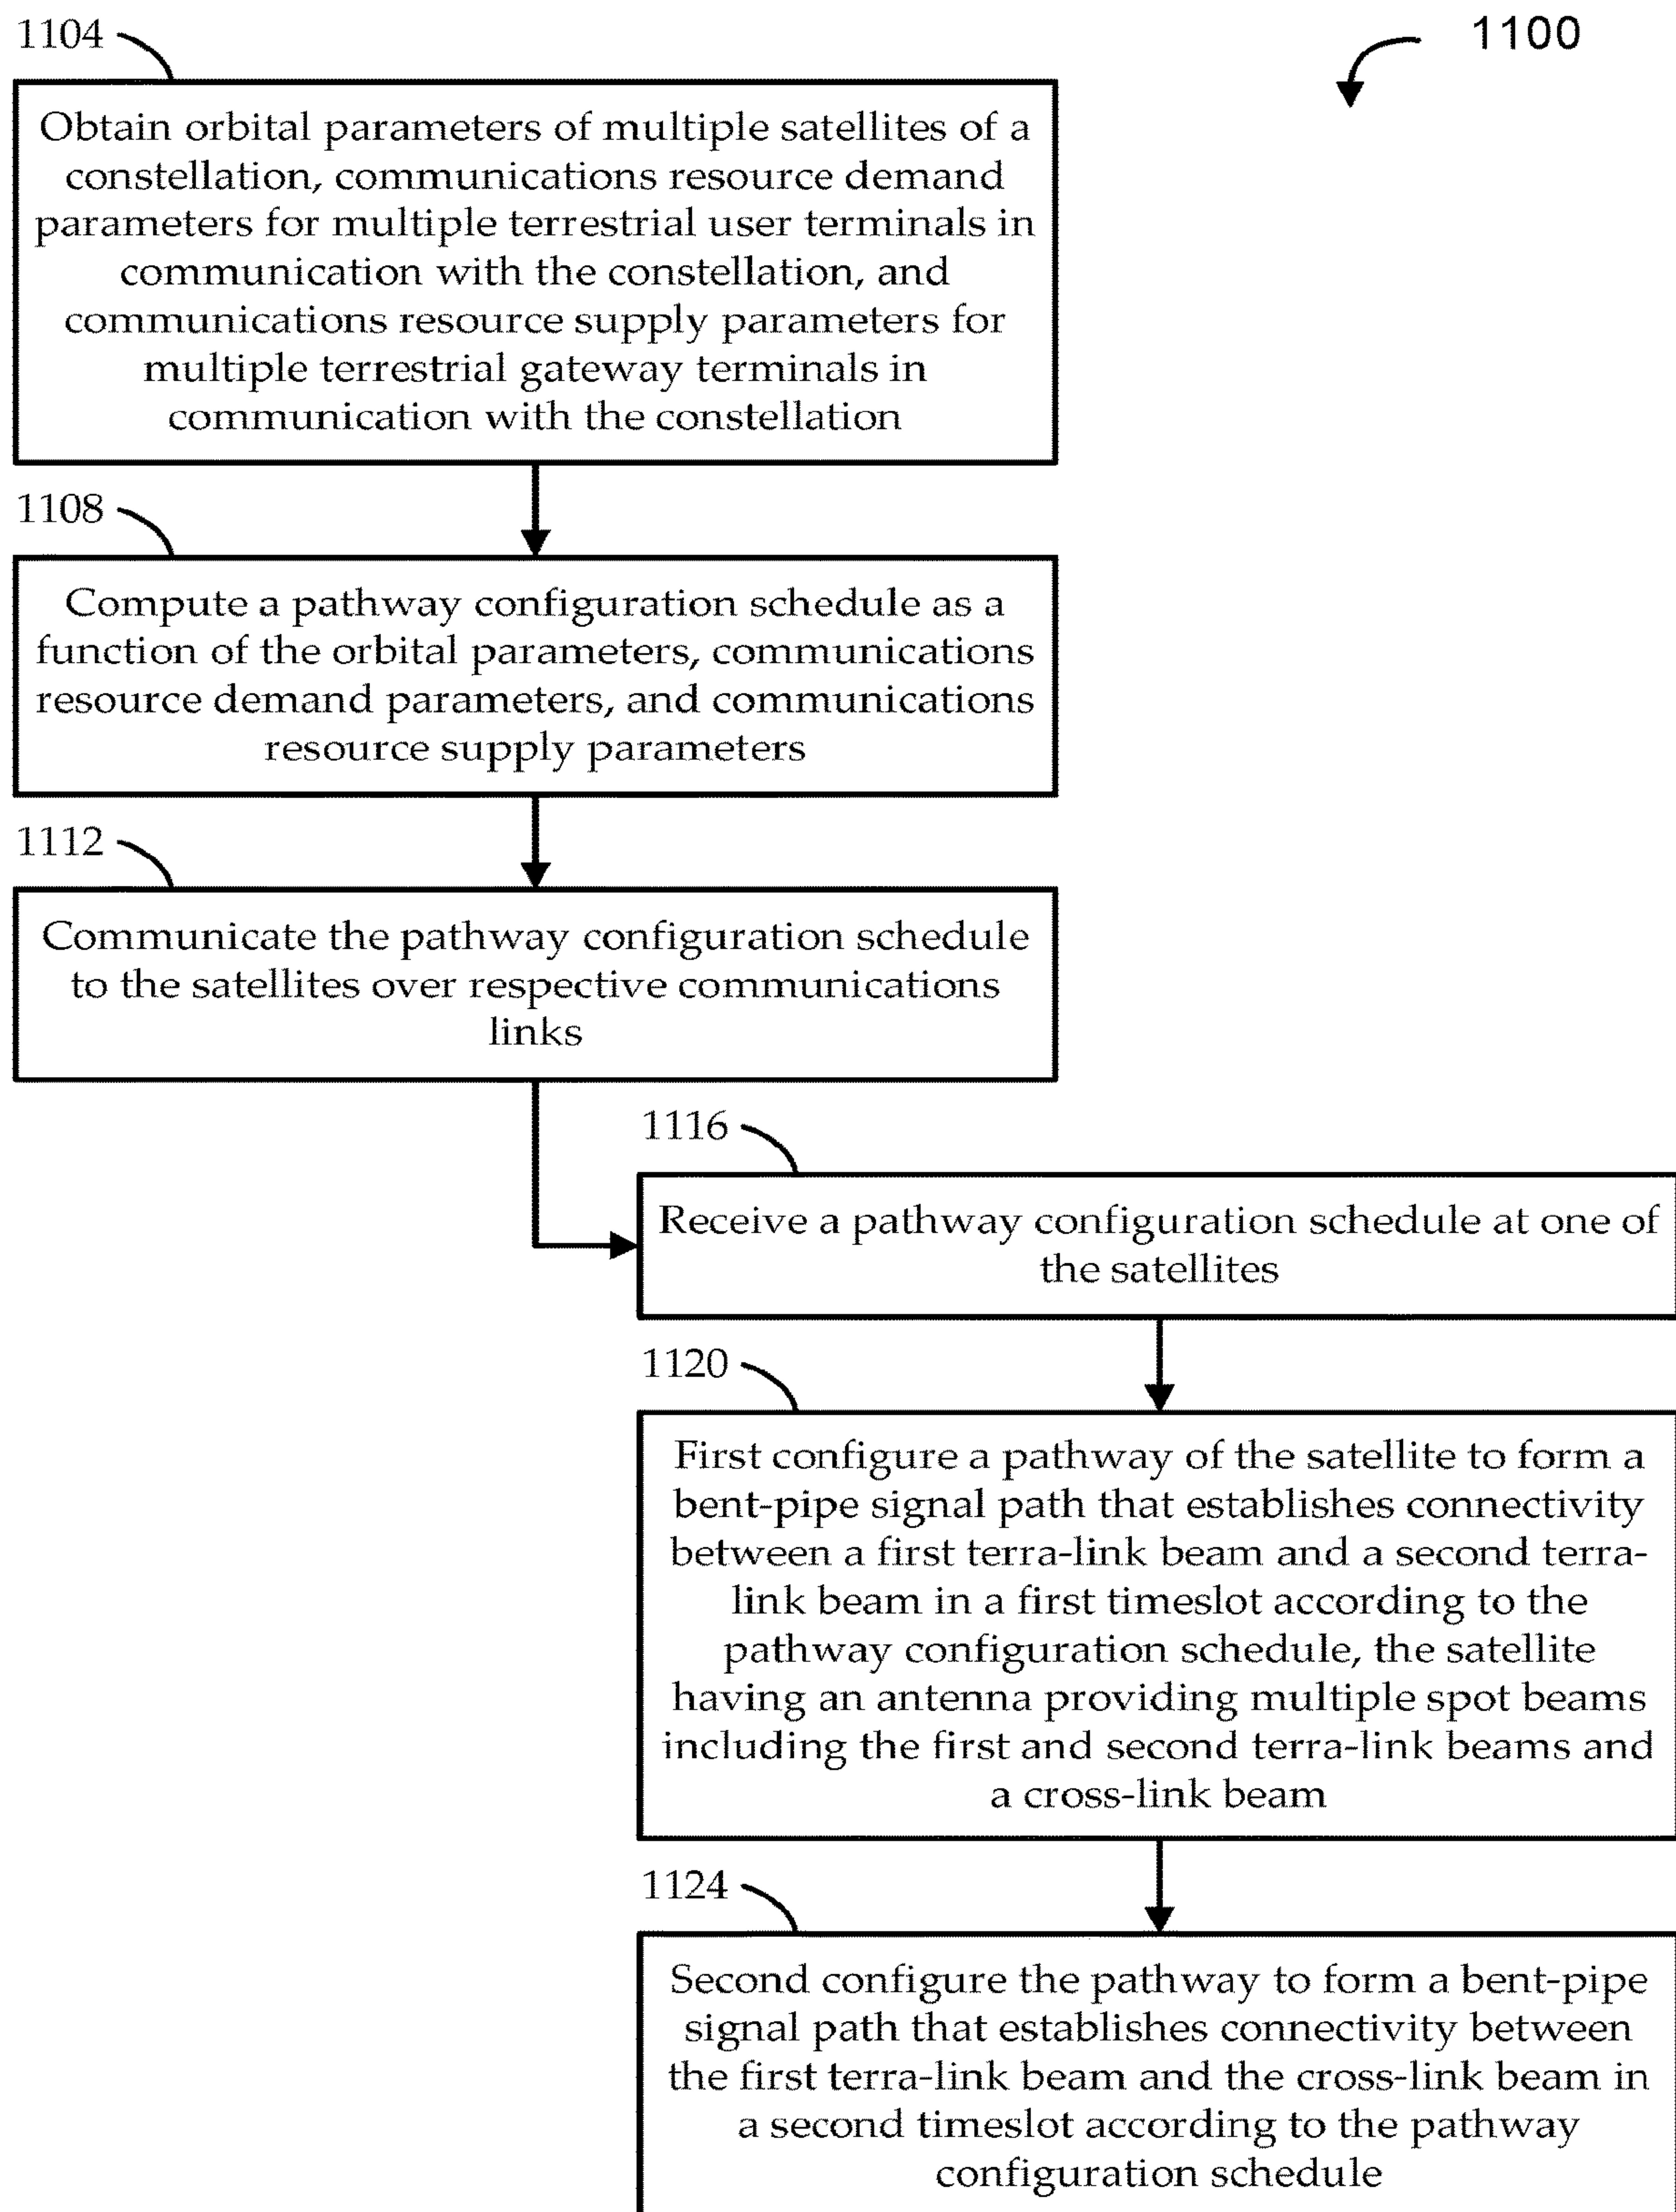 1104
1100
Obtain orbital parameters of multiple satellites of a
constellation, communications resource demand
parameters for multiple terrestrial user terminals in
communication with the constellation, and
communications resource supply parameters for
multiple terrestrial gateway terminals in
communication with the constellation
1108
Compute a pathway configuration schedule as a
function of the orbital parameters, communications
resource demand parameters, and communications
resource supply parameters
1112
Communicate the pathway configuration schedule
to the satellites over respective communications
links
1116
Receive a pathway configuration schedule at one of
the satellites
1120
First configure a pathway of the satellite to form a
bent-pipe signal path that establishes connectivity
between a first terra-link beam and a second terra-
link beam in a first timeslot according to the
pathway configuration schedule, the satellite
having an antenna providing multiple spot beams
including the first and second terra-link beams and
a cross-link beam
1124
Second configure the pathway to form a bent-pipe
signal path that establishes connectivity between
the first terra-link beam and the cross-link beam in
a second timeslot according to the pathway
configuration schedule